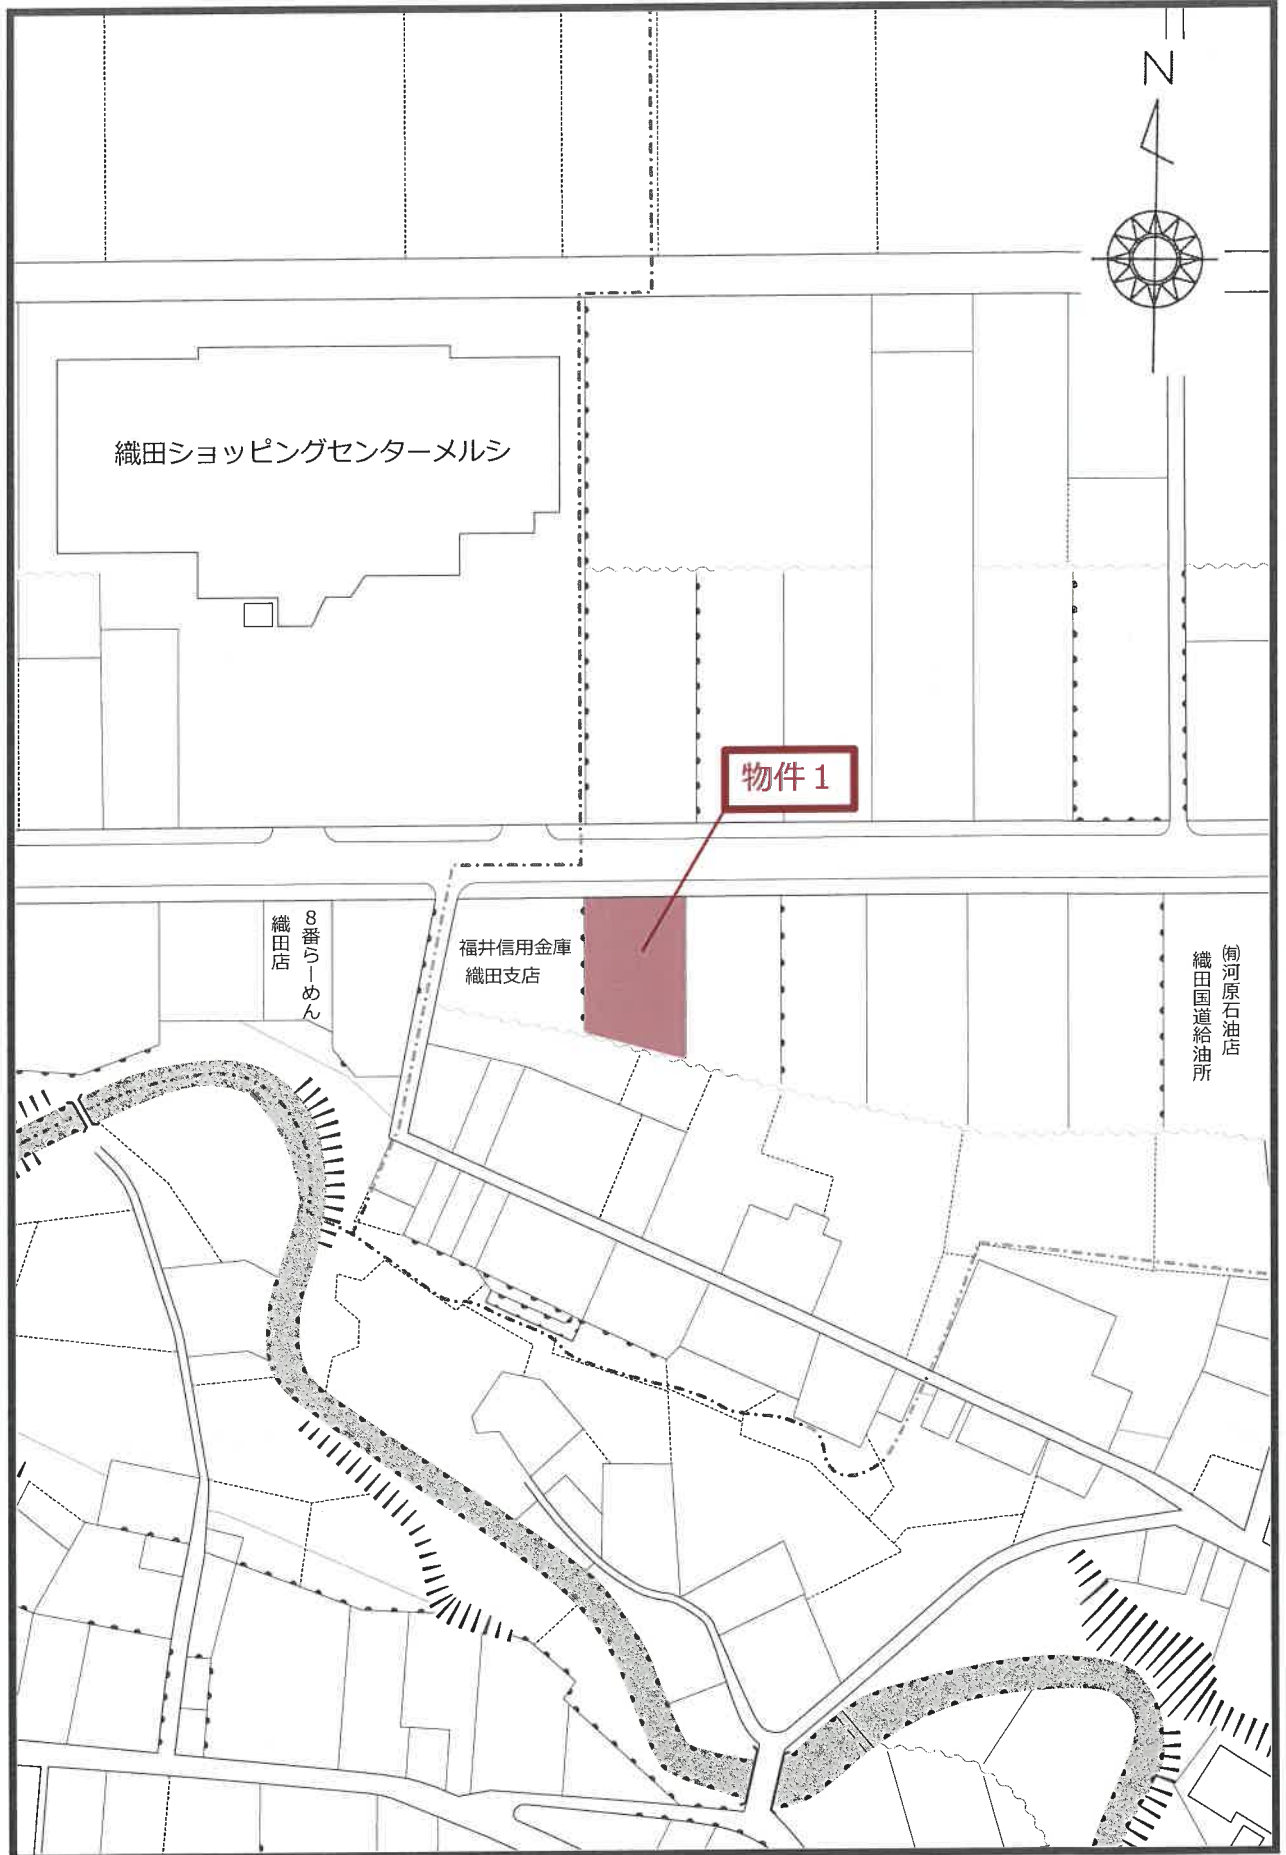 N
織田ショッピングセンターメルシ
物件1
8番らーめん
織田店
福井信用金庫
織田支店
㈲河原石油店
織田国道給油所